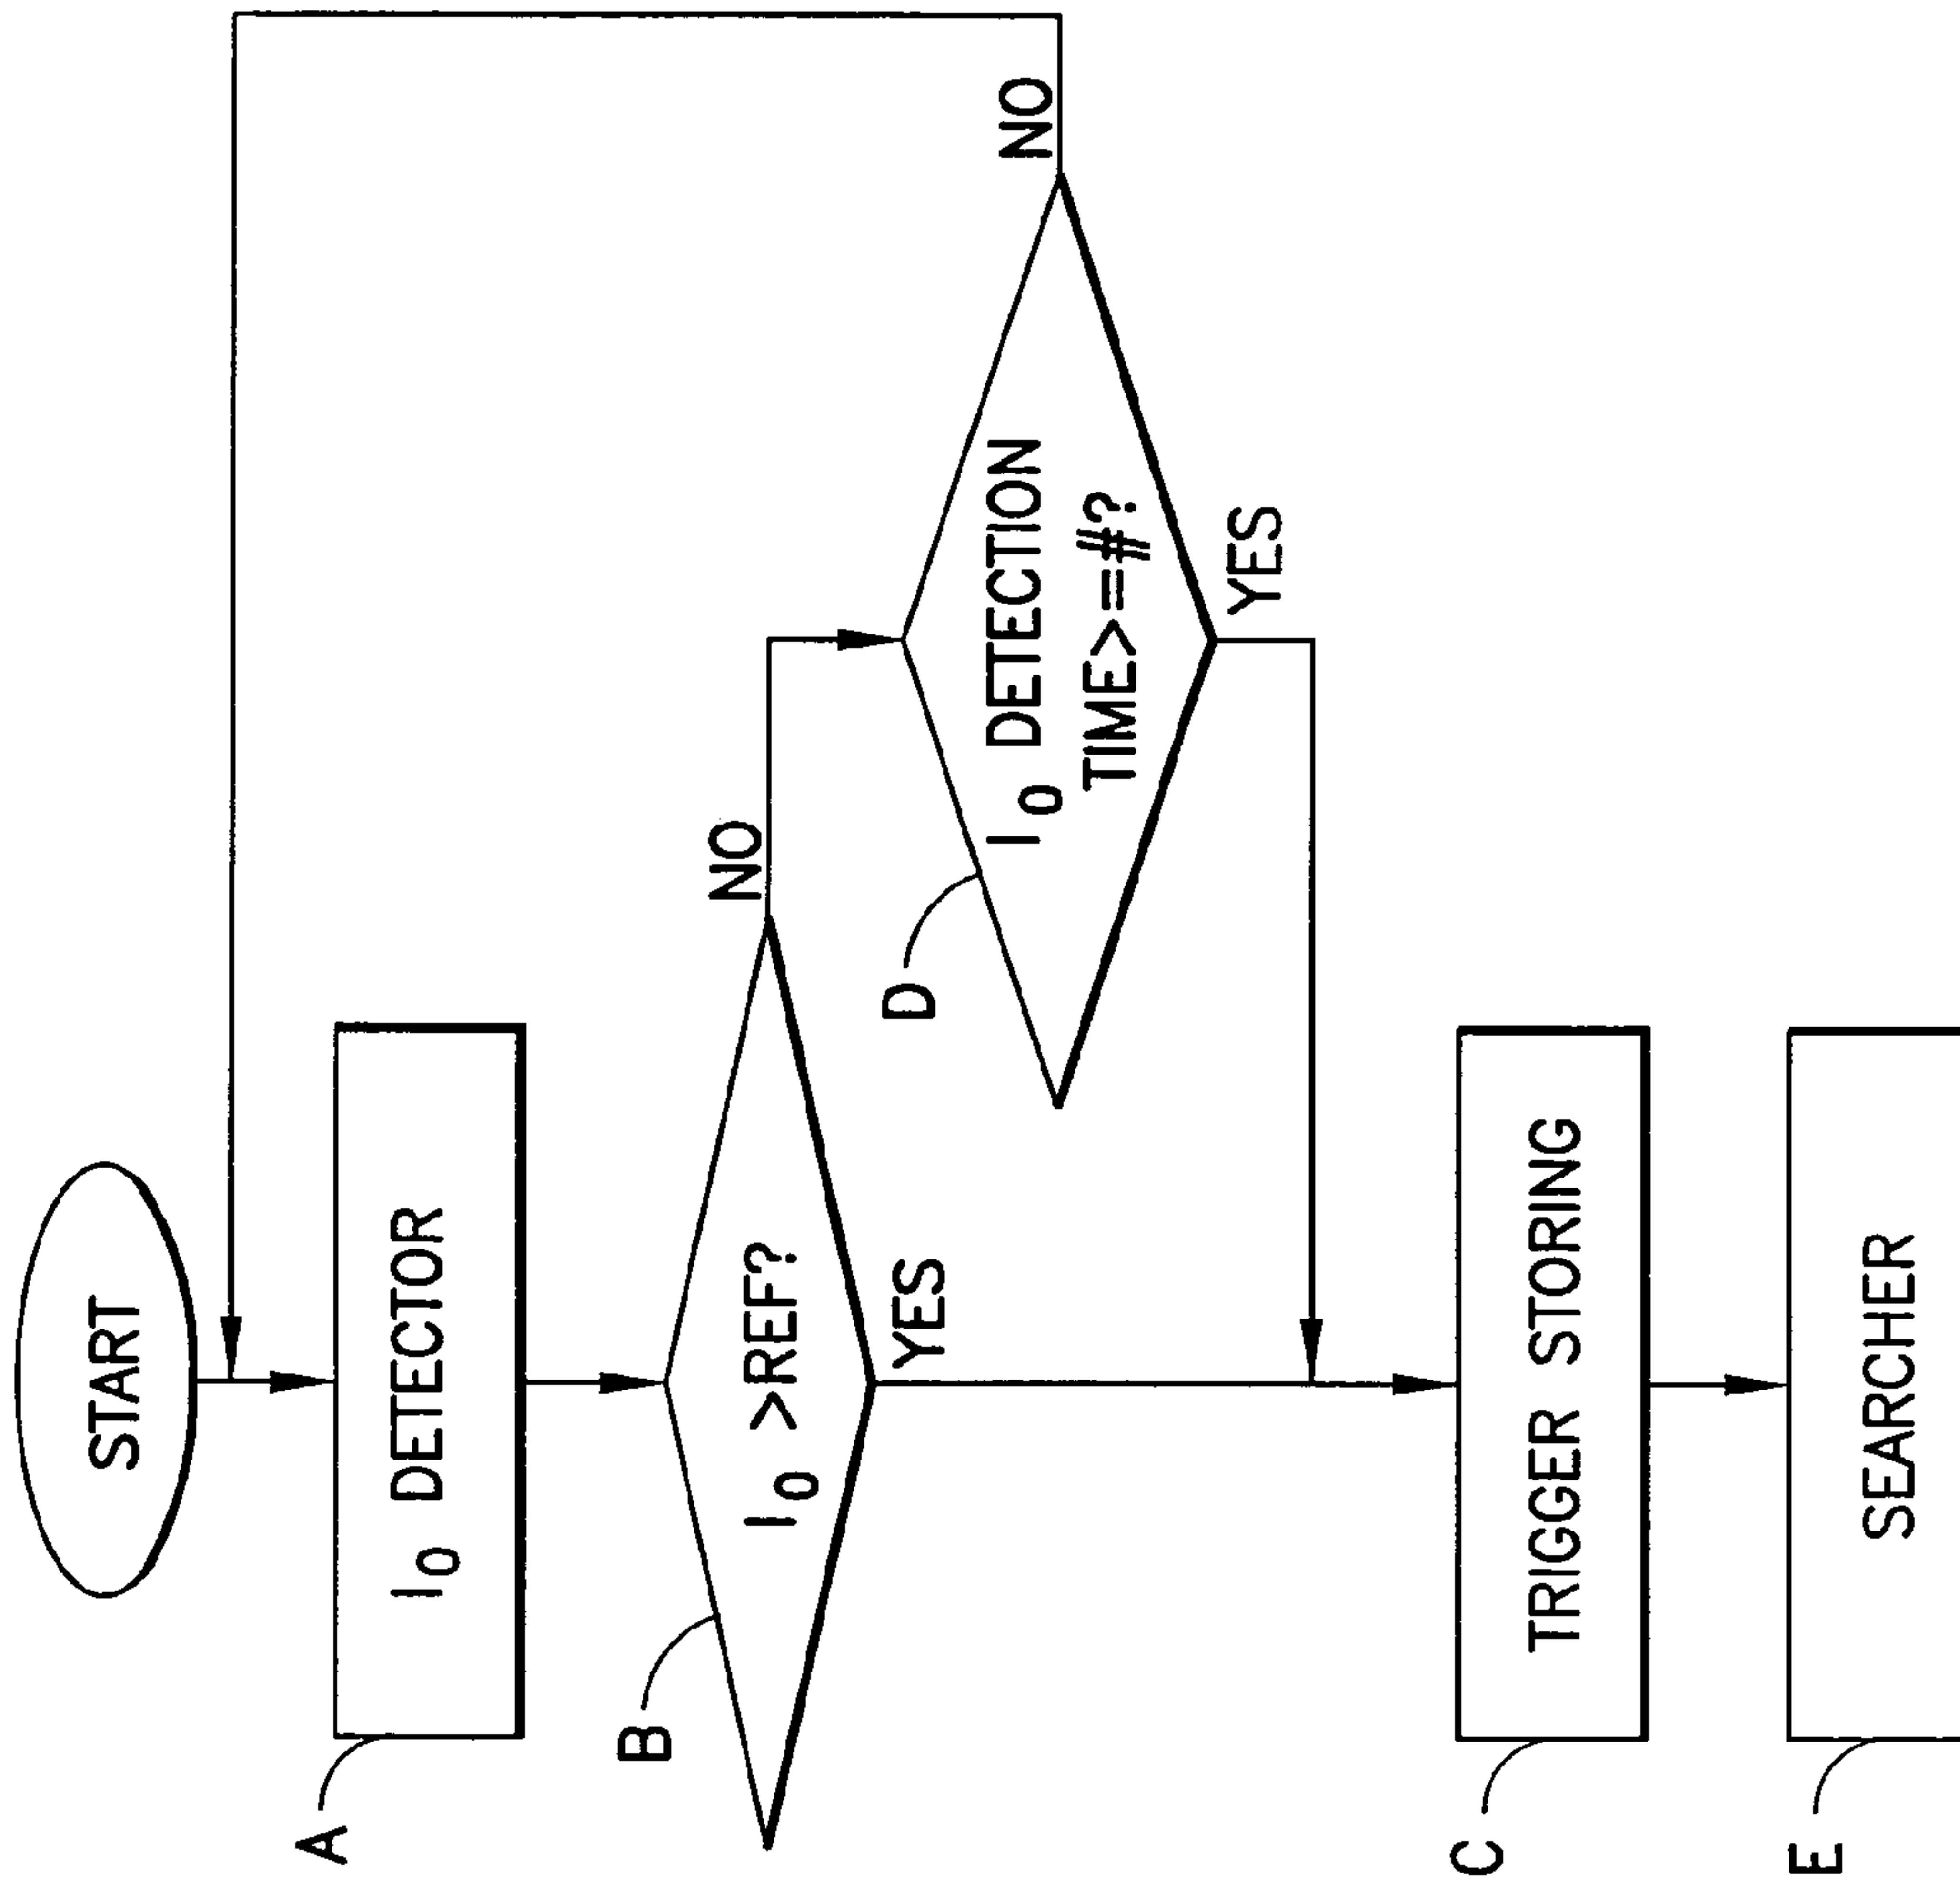 START
A
I0 DETECTOR
B
I0 >REF?
NO
YES
D
I0 DETECTION
TIME>=#?
NO
YES
C
TRIGGER STORING
E
SEARCHER